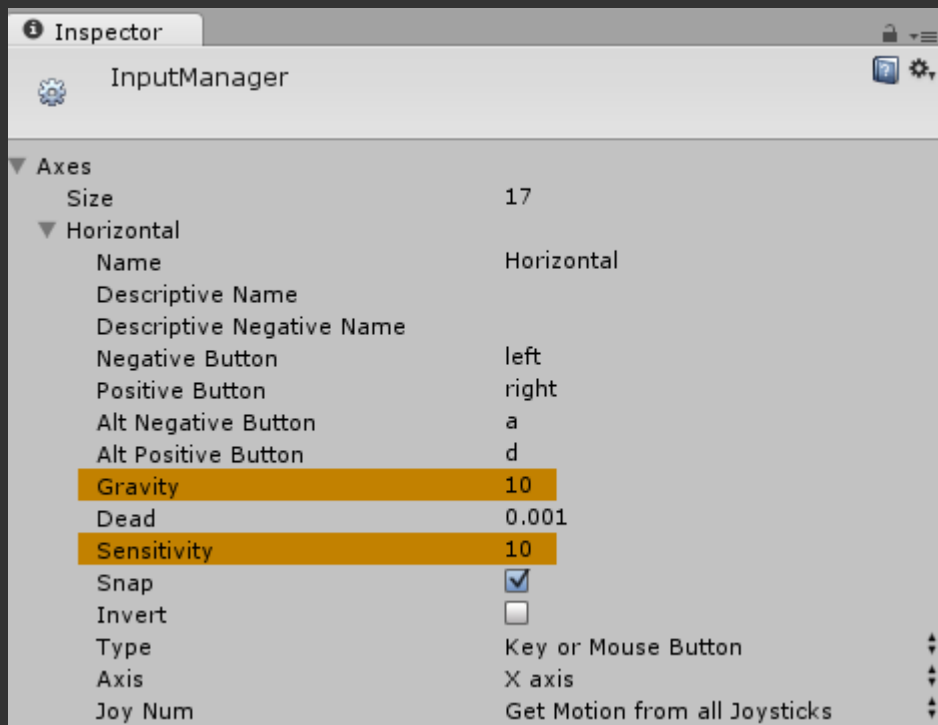 Inspector
InputManager
Axes
Size 17
Horizontal
Name Horizontal
Descriptive Name
Descriptive Negative Name
Negative Button left
Positive Button right
Alt Negative Button a
Alt Positive Button d
Gravity 10
Dead 0.001
Sensitivity 10
Snap
Invert
Type Key or Mouse Button
Axis X axis
Joy Num Get Motion from all Joysticks